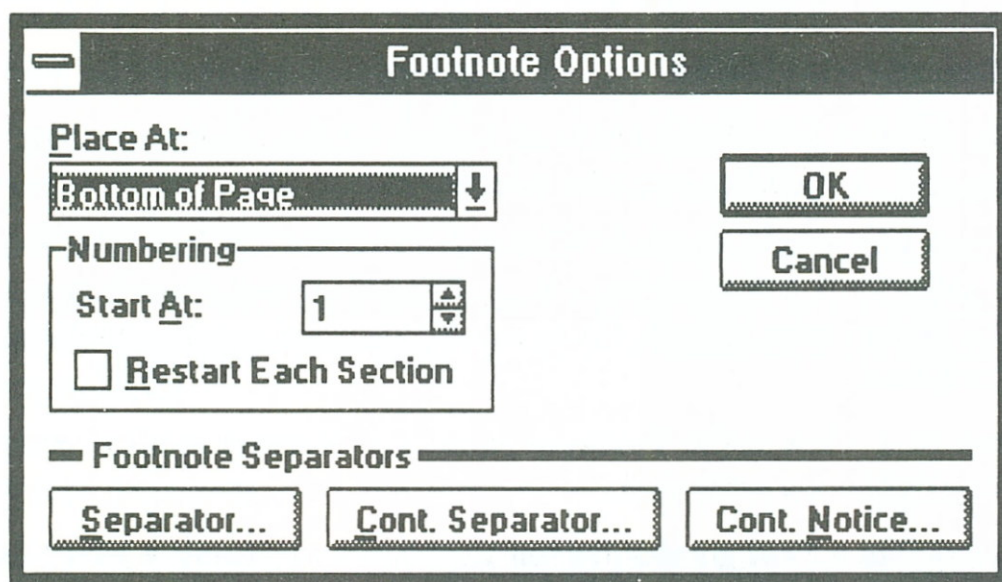 Footnote Options
Place At:
Bottom of Page
OK
Cancel
Numbering
Start At:
1
Restart Each Section
Footnote Separators
Separator... Cont. Separator... Cont. Notice...